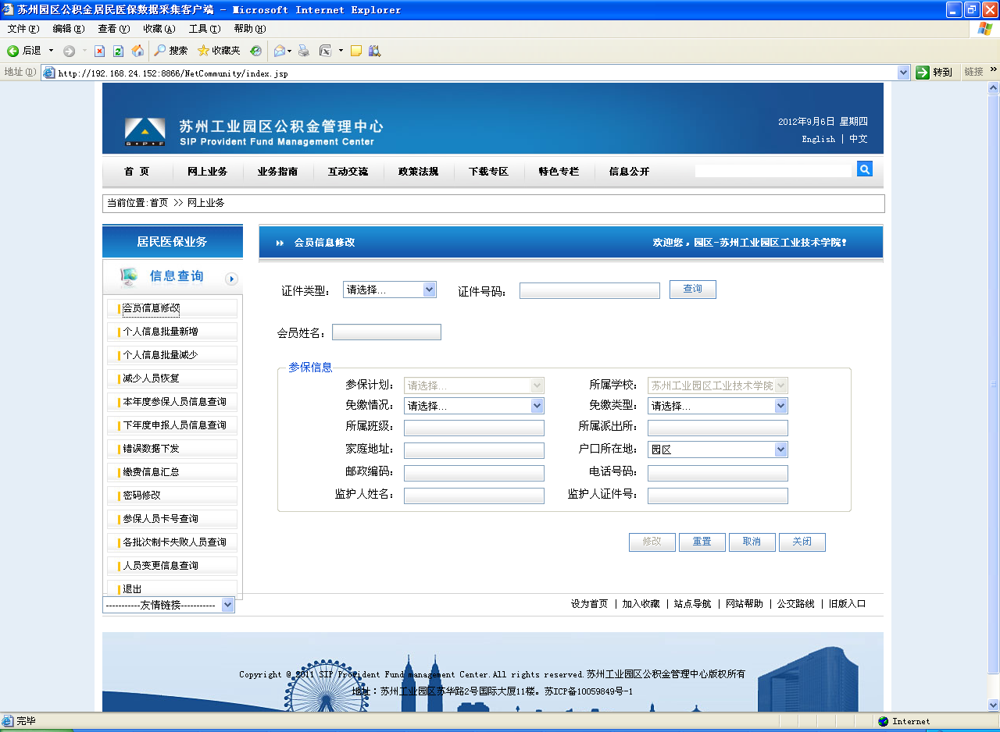 苏州园区公积金居民医保数据采集客户端 - Microsoft Internet Explorer
文件(F) 编辑(E) 查看(V) 收藏(A) 工具(T) 帮助(H)
后退 搜索 收藏夹
地址(D) http://192.168.24.152:8866/NetCommunity/index.jsp 转到 链接 »
苏州工业园区公积金管理中心
SIP Provident Fund Management Center
S·I·P·F
2012年9月6日 星期四
English | 中文
首 页 网上业务 业务指南 互动交流 政策法规 下载专区 特色专栏 信息公开
当前位置:首页 >> 网上业务
居民医保业务
信息查询
会员信息修改
个人信息批量新增
个人信息批量减少
减少人员恢复
本年度参保人员信息查询
下年度申报人员信息查询
错误数据下发
缴费信息汇总
密码修改
参保人员卡号查询
各批次制卡失败人员查询
人员变更信息查询
退出
-----------友情链接-----------
会员信息修改 欢迎您，园区-苏州工业园区工业技术学院!
证件类型： 请选择... 证件号码： 查询
会员姓名：
参保信息
参保计划： 请选择... 所属学校： 苏州工业园区工业技术学院
免缴情况： 请选择... 免缴类型： 请选择...
所属班级： 所属派出所：
家庭地址： 户口所在地： 园区
邮政编码： 电话号码：
监护人姓名： 监护人证件号：
修改 重置 取消 关闭
设为首页 | 加入收藏 | 站点导航 | 网站帮助 | 公交路线 | 旧版入口
Copyright @ 2011 SIP Provident Fund management Center.All rights reserved.苏州工业园区公积金管理中心版权所有
地址：苏州工业园区苏华路2号国际大厦11楼。苏ICP备10059849号-1
完毕 Internet